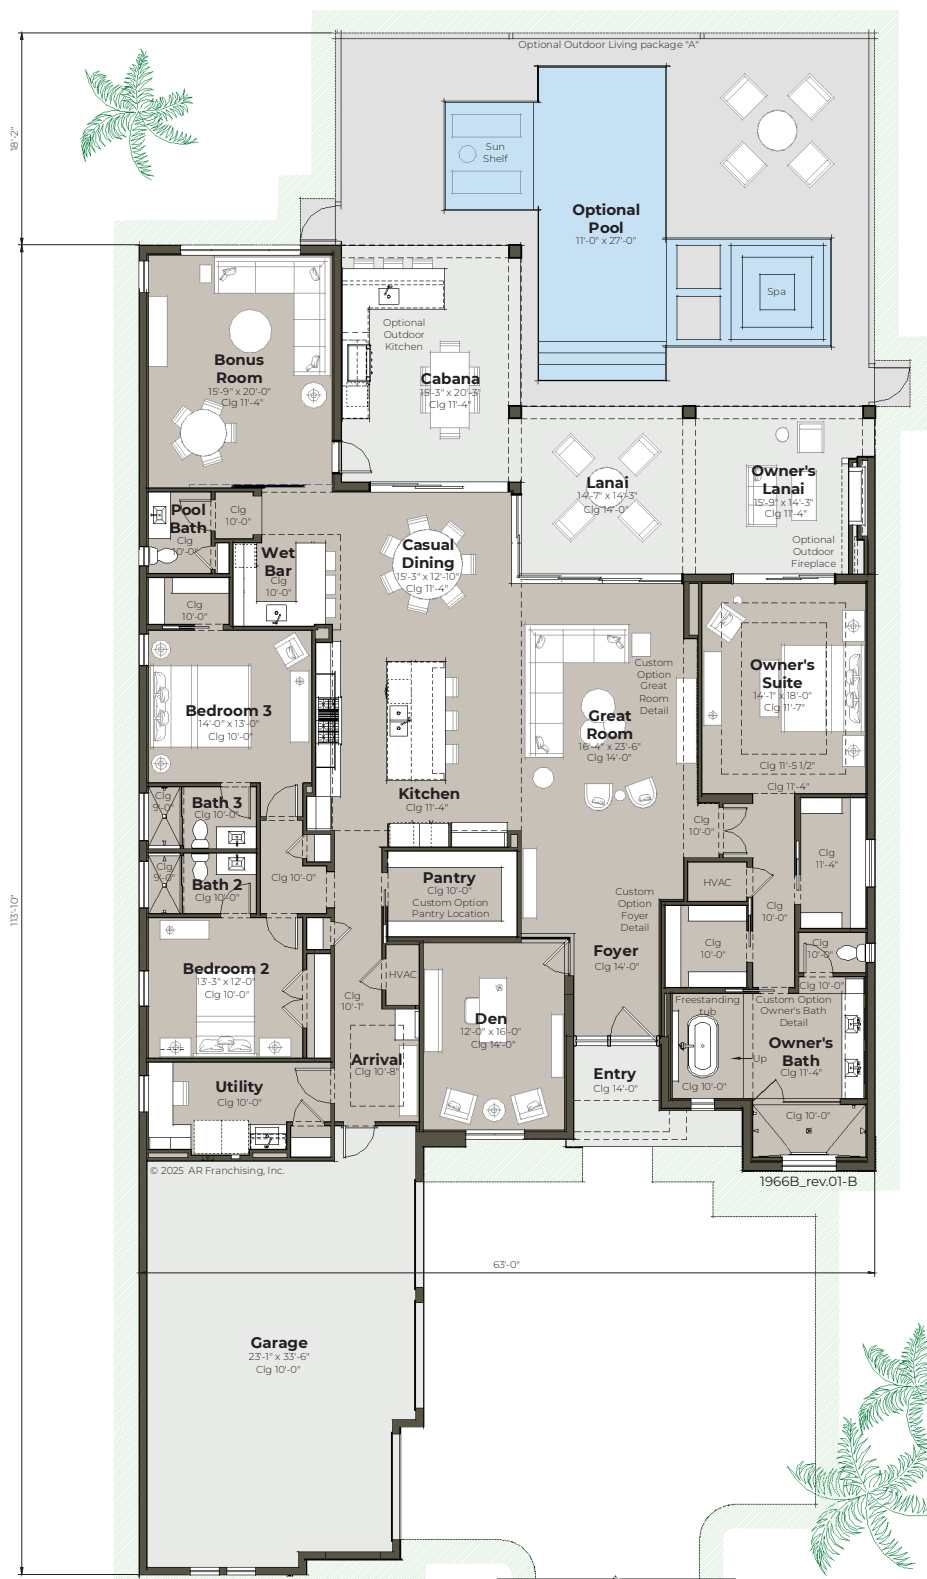 Optional Outdoor Living package "A"
18'-2"
Sun
Shelf
Optional
Pool
11'-0" x 27'-0"
Spa
Optional
Outdoor
Kitchen
Bonus
Room
15'-9" x 20'-0"
Clg 11'-4"
Cabana
15'-3" x 20'-3"
Clg 11'-4"
Lanai
14'-7" x 14'-3"
Clg 14'-0"
Owner's
Lanai
15'-9" x 14'-3"
Clg 11'-4"
Optional
Outdoor
Fireplace
Pool
Bath
Clg
10'-0"
Clg
10'-0"
Wet
Bar
Clg
10'-0"
Casual
Dining
15'-3" x 12'-10"
Clg 11'-4"
Clg
10'-0"
Bedroom 3
14'-0" x 13'-0"
Clg 10'-0"
Custom
Option
Great
Room
Detail
Great
Room
16'-4" x 23'-6"
Clg 14'-0"
Owner's
Suite
14'-1" x 18'-0"
Clg 11'-7"
Clg 11'-5 1/2"
Clg 11'-4"
Kitchen
Clg 11'-4"
Clg
9'-0"
Bath 3
Clg 10'-0"
Clg
10'-0"
Clg
11'-4"
Clg
9'-0"
Bath 2
Clg 10'-0"
Clg 10'-0"
Pantry
Clg 10'-0"
Custom Option
Pantry Location
HVAC
Custom
Option
Foyer
Detail
Clg
10'-0"
113'-10"
Foyer
Clg 14'-0"
Clg
10'-0"
Clg
10'-0"
Bedroom 2
13'-3" x 12'-0"
Clg 10'-0"
HVAC
Clg
10'-1"
Clg 10'-0"
Freestanding
tub
Custom Option
Owner's Bath
Detail
Den
12'-0" x 16'-0"
Clg 14'-0"
Owner's
Bath
Clg 11'-4"
Up
Arrival
Clg 10'-8"
Entry
Clg 14'-0"
Clg 10'-0"
Utility
Clg 10'-0"
Clg 10'-0"
© 2025 AR Franchising, Inc.
1966B_rev.01-B
63'-0"
Garage
23'-1" x 33'-6"
Clg 10'-0"